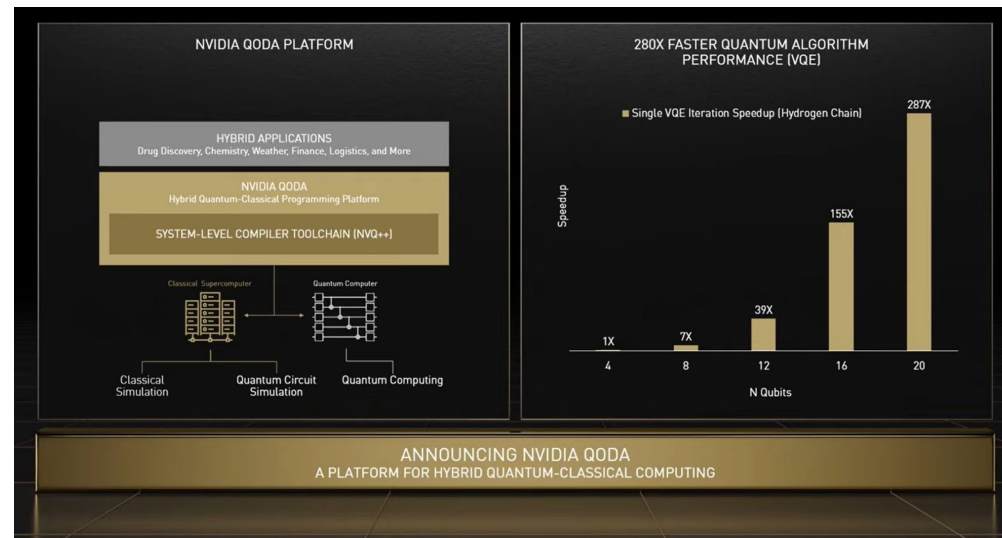 NVIDIA QODA PLATFORM
HYBRID APPLICATIONS
Drug Discovery, Chemistry, Weather, Finance, Logistics, and More
NVIDIA QODA
Hybrid Quantum-Classical Programming Platform
SYSTEM-LEVEL COMPILER TOOLCHAIN (NVQ++)
Classical Supercomputer
Quantum Computer
Classical
Simulation
Quantum Circuit
Simulation
Quantum Computing
280X FASTER QUANTUM ALGORITHM
PERFORMANCE (VQE)
Single VQE Iteration Speedup (Hydrogen Chain)
Speedup
1X
7X
39X
155X
287X
4
8
12
16
20
N Qubits
ANNOUNCING NVIDIA QODA
A PLATFORM FOR HYBRID QUANTUM-CLASSICAL COMPUTING